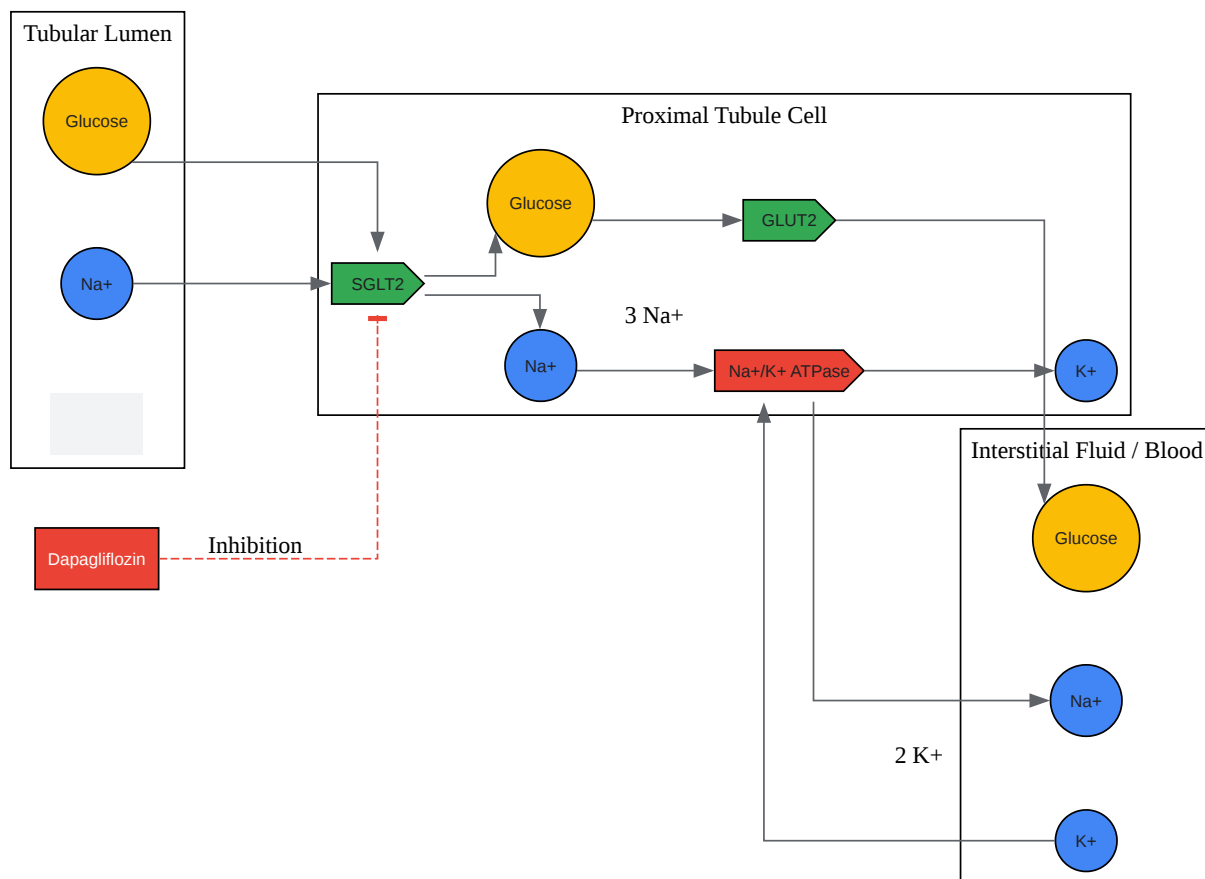 Tubular Lumen
Glucose
Na+
Proximal Tubule Cell
Glucose
GLUT2
SGLT2
3 Na+
Na+
Na+/K+ ATPase
K+
Interstitial Fluid / Blood
Glucose
Dapagliflozin
Inhibition
Na+
2 K+
K+